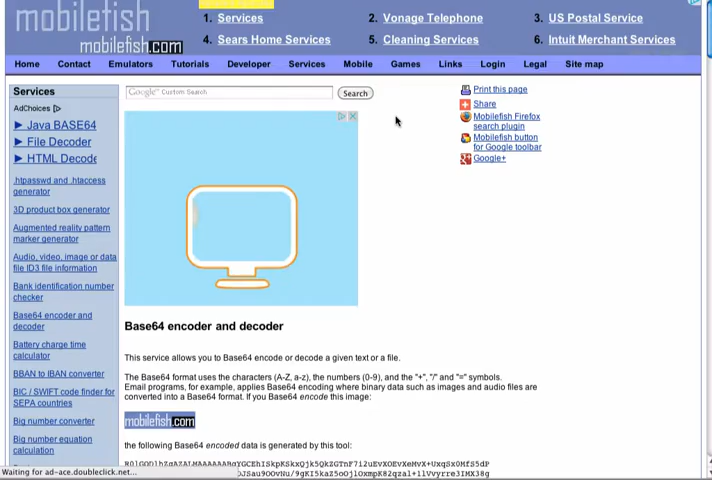 mobilefish
mobilefish.com
1. Services
2. Vonage Telephone
3. US Postal Service
4. Sears Home Services
5. Cleaning Services
6. Intuit Merchant Services
Home Contact Emulators Tutorials Developer Services Mobile Games Links Login Legal Site map
Services
AdChoices
► Java BASE64
► File Decoder
► HTML Decode
.htpasswd and .htaccess
generator
3D product box generator
Augmented reality pattern
marker generator
Audio, video, image or data
file ID3 file information
Bank identification number
checker
Base64 encoder and
decoder
Battery charge time
calculator
BBAN to IBAN converter
BIC / SWIFT code finder for
SEPA countries
Big number converter
Big number equation
calculation
Google™ Custom Search
Search
Print this page
Share
Mobilefish Firefox
search plugin
Mobilefish button
for Google toolbar
Google+
Base64 encoder and decoder
This service allows you to Base64 encode or decode a given text or a file.
The Base64 format uses the characters (A-Z, a-z), the numbers (0-9), and the "+", "/" and "=" symbols.
Email programs, for example, applies Base64 encoding where binary data such as images and audio files are
converted into a Base64 format. If you Base64 encode this image:
mobilefish.com
the following Base64 encoded data is generated by this tool:
Waiting for ad-ace.doubleclick.net...